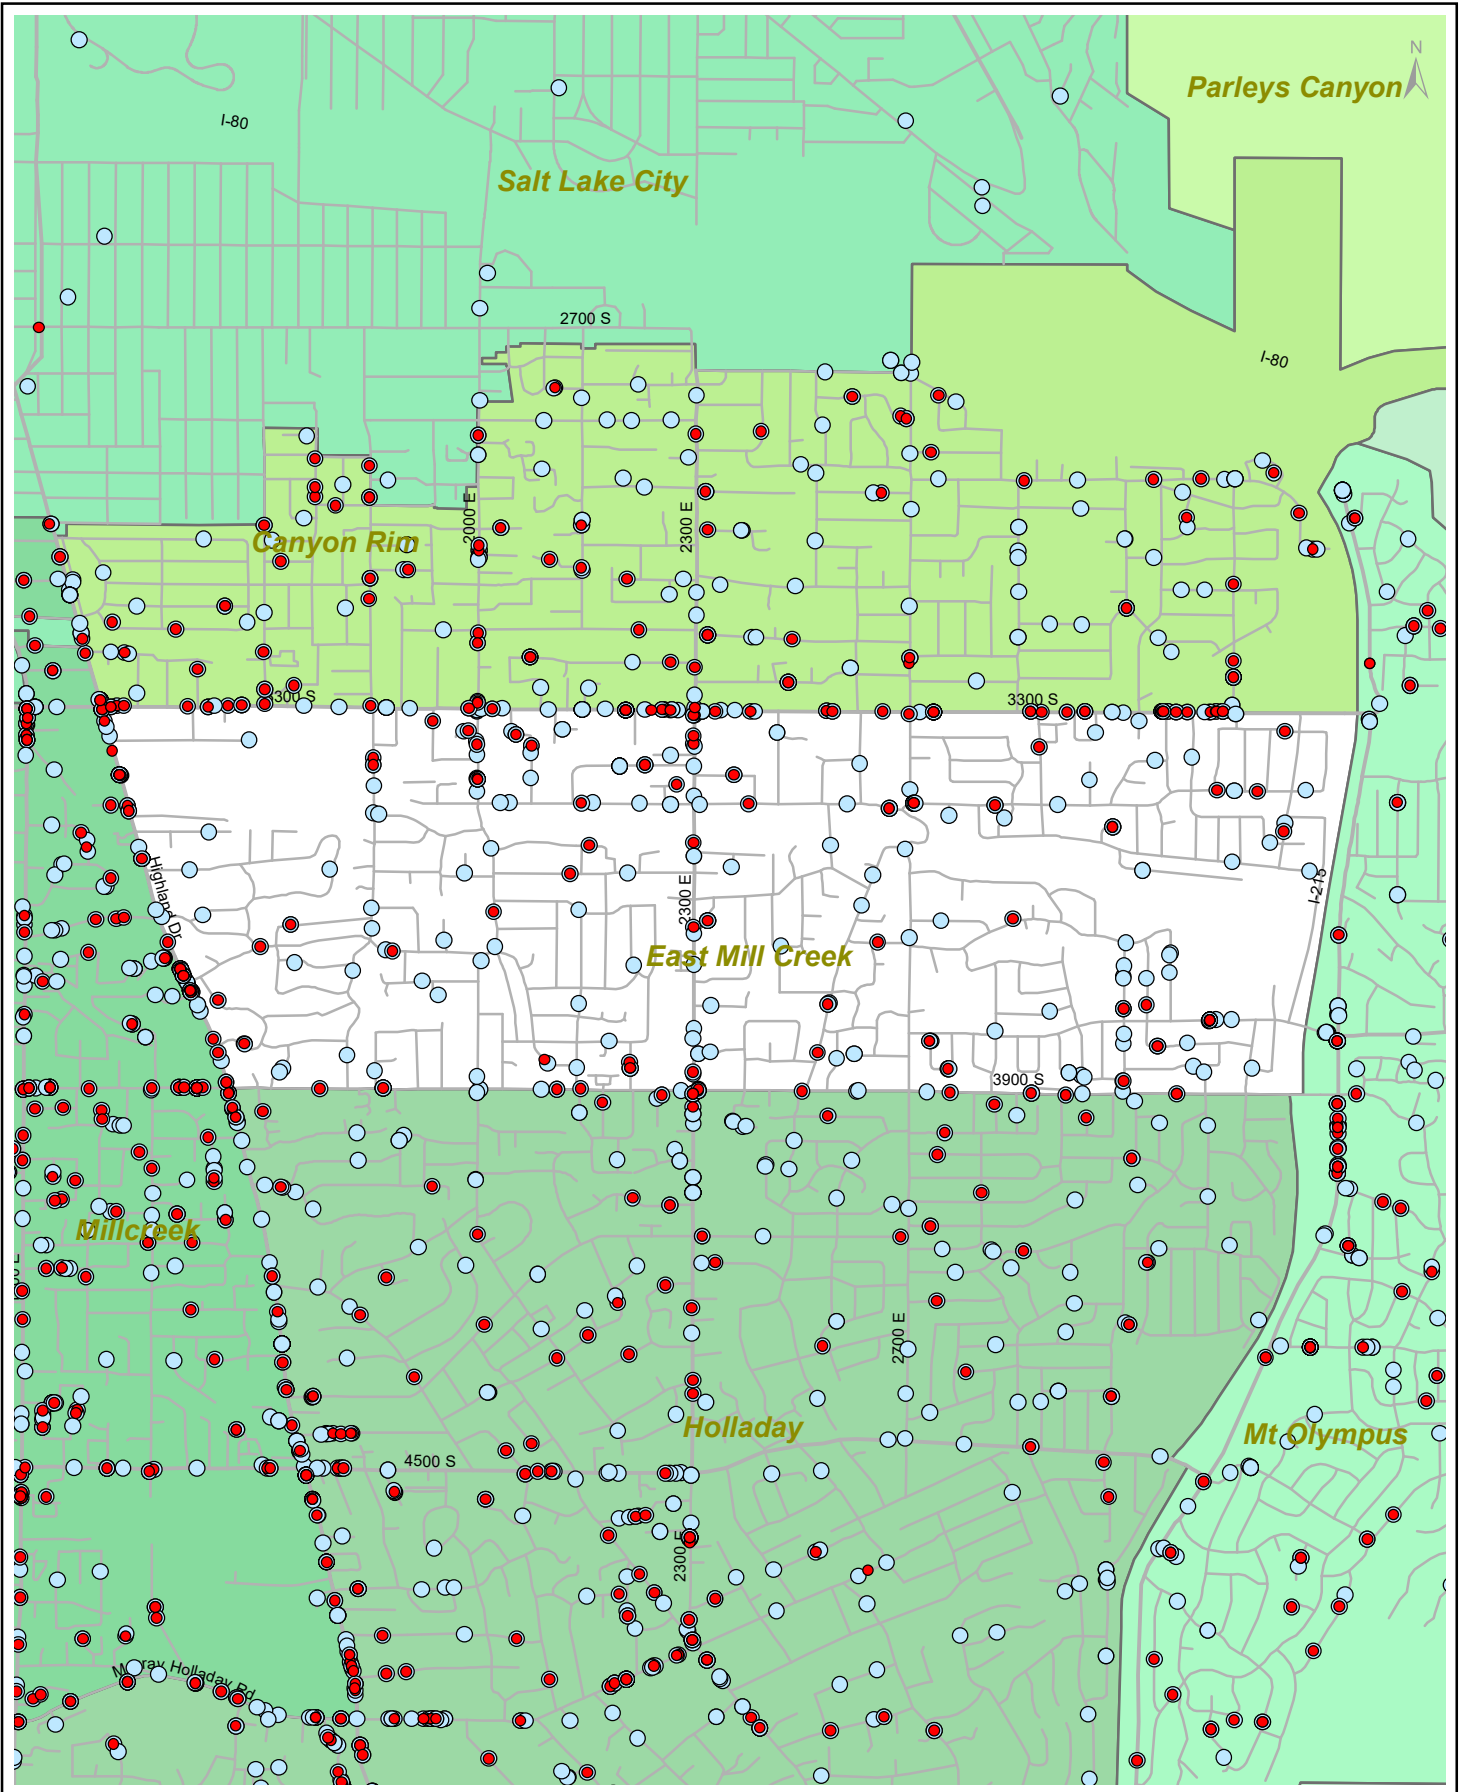 N
Parleys Canyon
I-80
Salt Lake City
2700 S
I-80
2000 E
2300 E
Canyon Rim
3300 S
3300 S
Highland Dr
2300 E
I-215
East Mill Creek
3900 S
Millcreek
2700 E
Holladay
Mt Olympus
4500 S
2300 E
Murray Holladay Rd